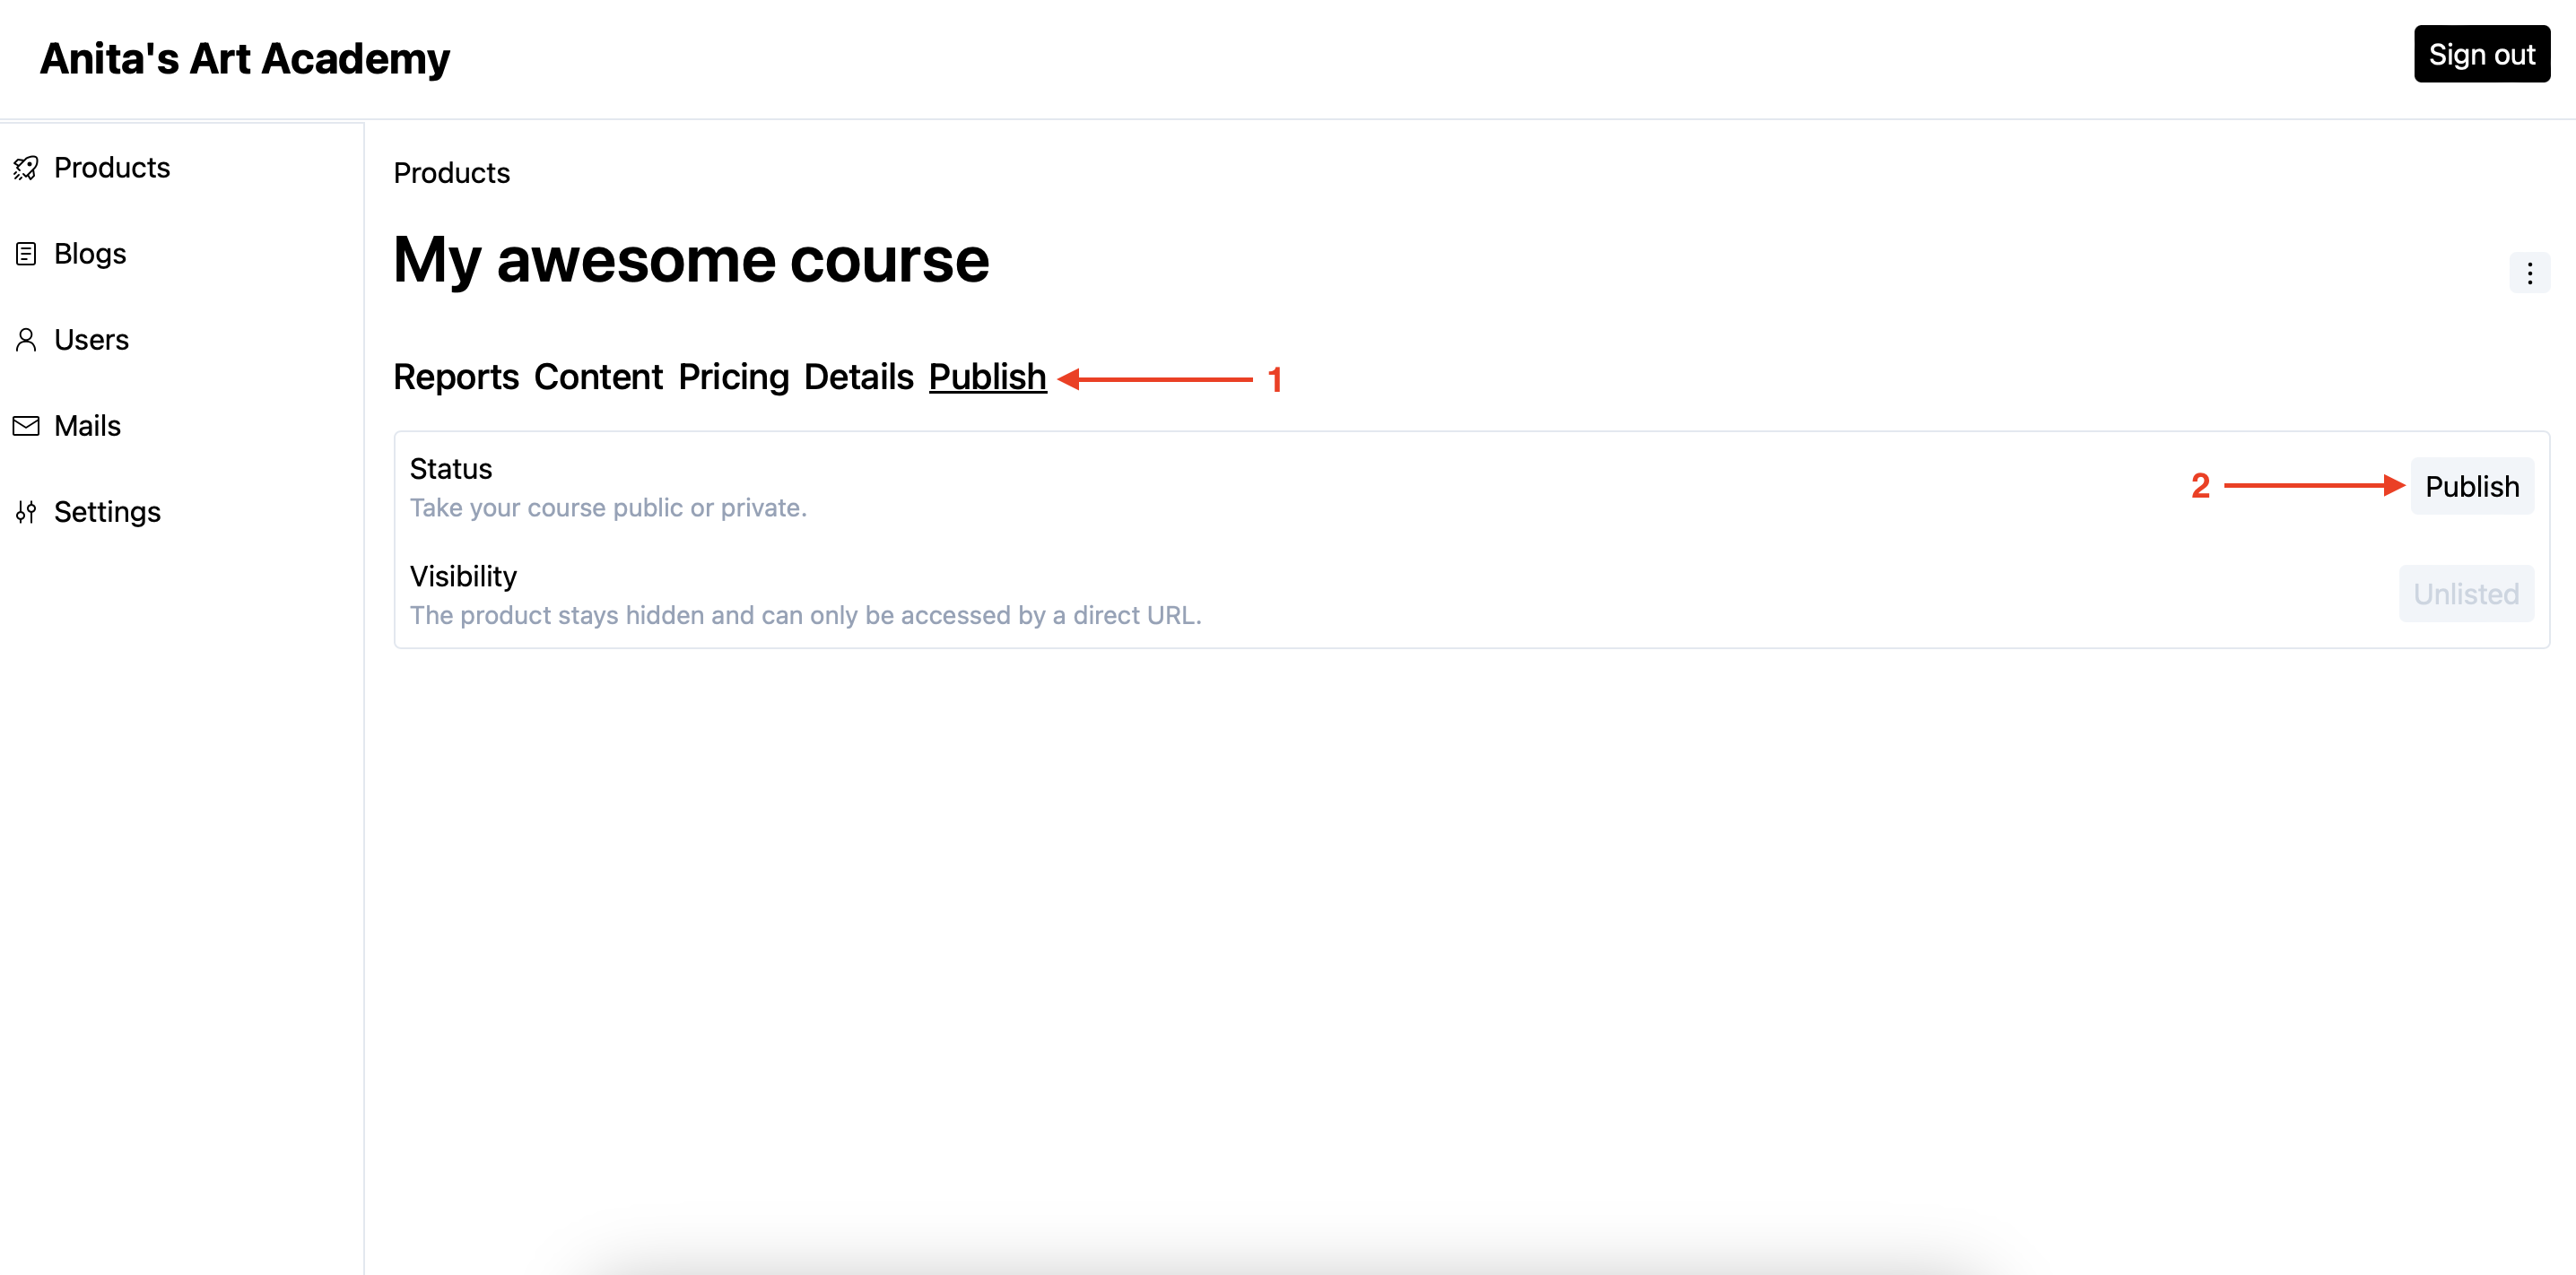 Anita's Art Academy
Sign out
Products
Blogs
Users
Mails
Settings
Products
My awesome course
Reports Content Pricing Details Publish 1
Status
Take your course public or private.
2 Publish
Visibility
The product stays hidden and can only be accessed by a direct URL.
Unlisted